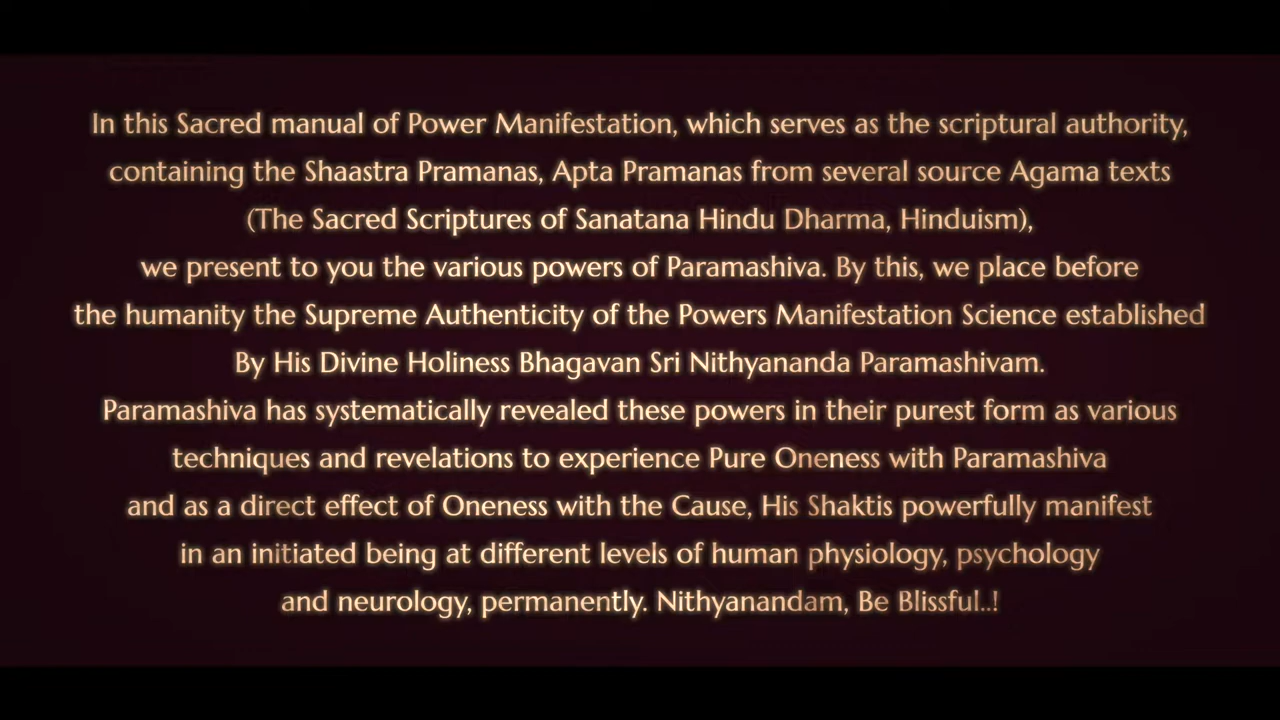 In this Sacred manual of Power Manifestation, which serves as the scriptural authority,
containing the Shaastra Pramanas, Apta Pramanas from several source Agama texts
(The Sacred Scriptures of Sanatana Hindu Dharma, Hinduism),
we present to you the various powers of Paramashiva. By this, we place before
the humanity the Supreme Authenticity of the Powers Manifestation Science established
By His Divine Holiness Bhagavan Sri Nithyananda Paramashivam.
Paramashiva has systematically revealed these powers in their purest form as various
techniques and revelations to experience Pure Oneness with Paramashiva
and as a direct effect of Oneness with the Cause, His Shaktis powerfully manifest
in an initiated being at different levels of human physiology, psychology
and neurology, permanently. Nithyanandam, Be Blissful..!